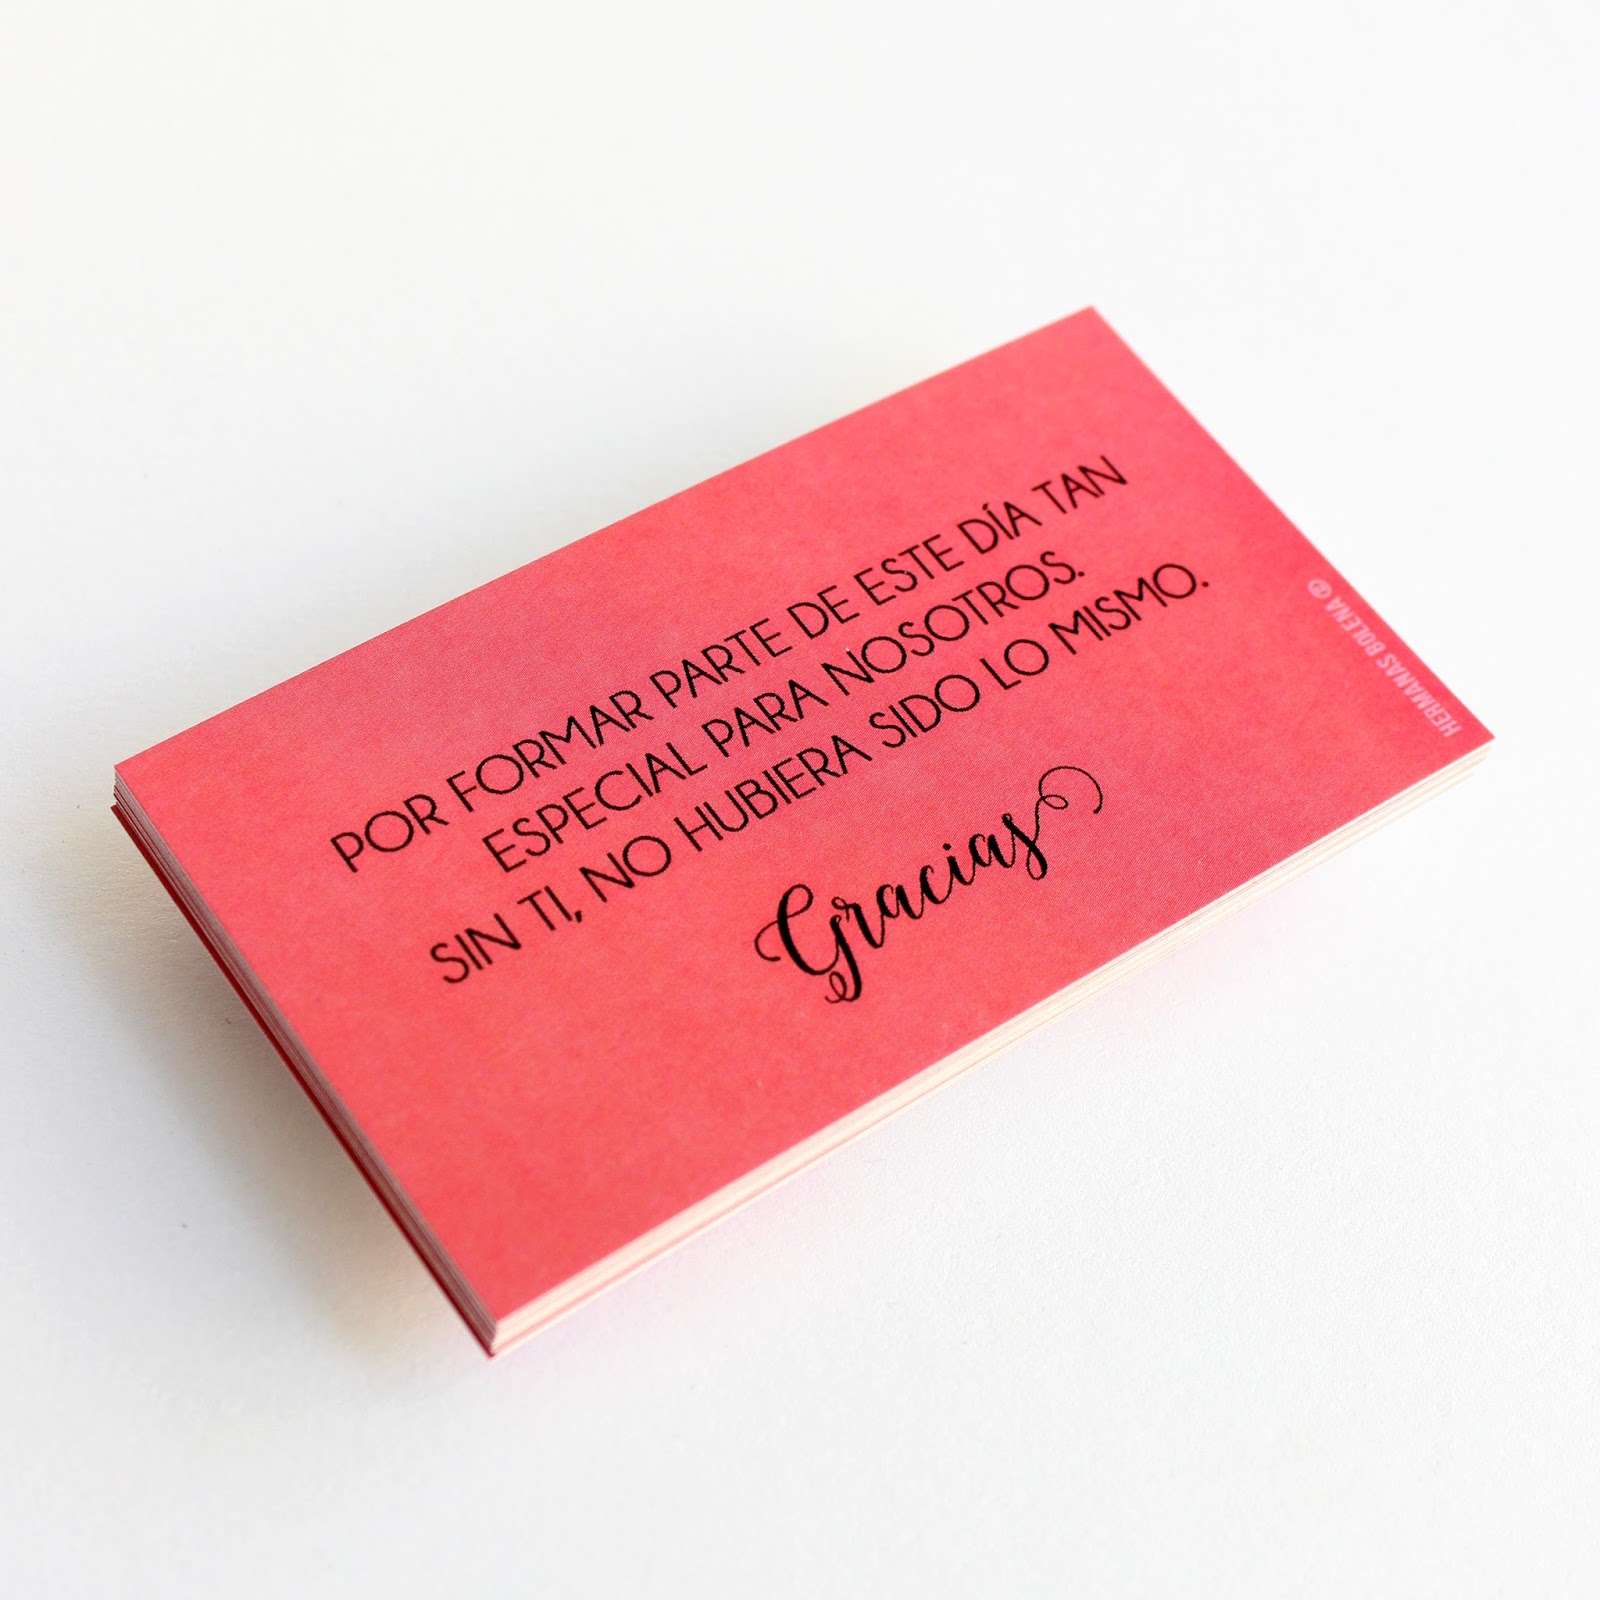 POR FORMAR PARTE DE ESTE DÍA TAN
ESPECIAL PARA NOSOTROS.
SIN TI, NO HUBIERA SIDO LO MISMO.
Gracias
HERMANAS BOLENA